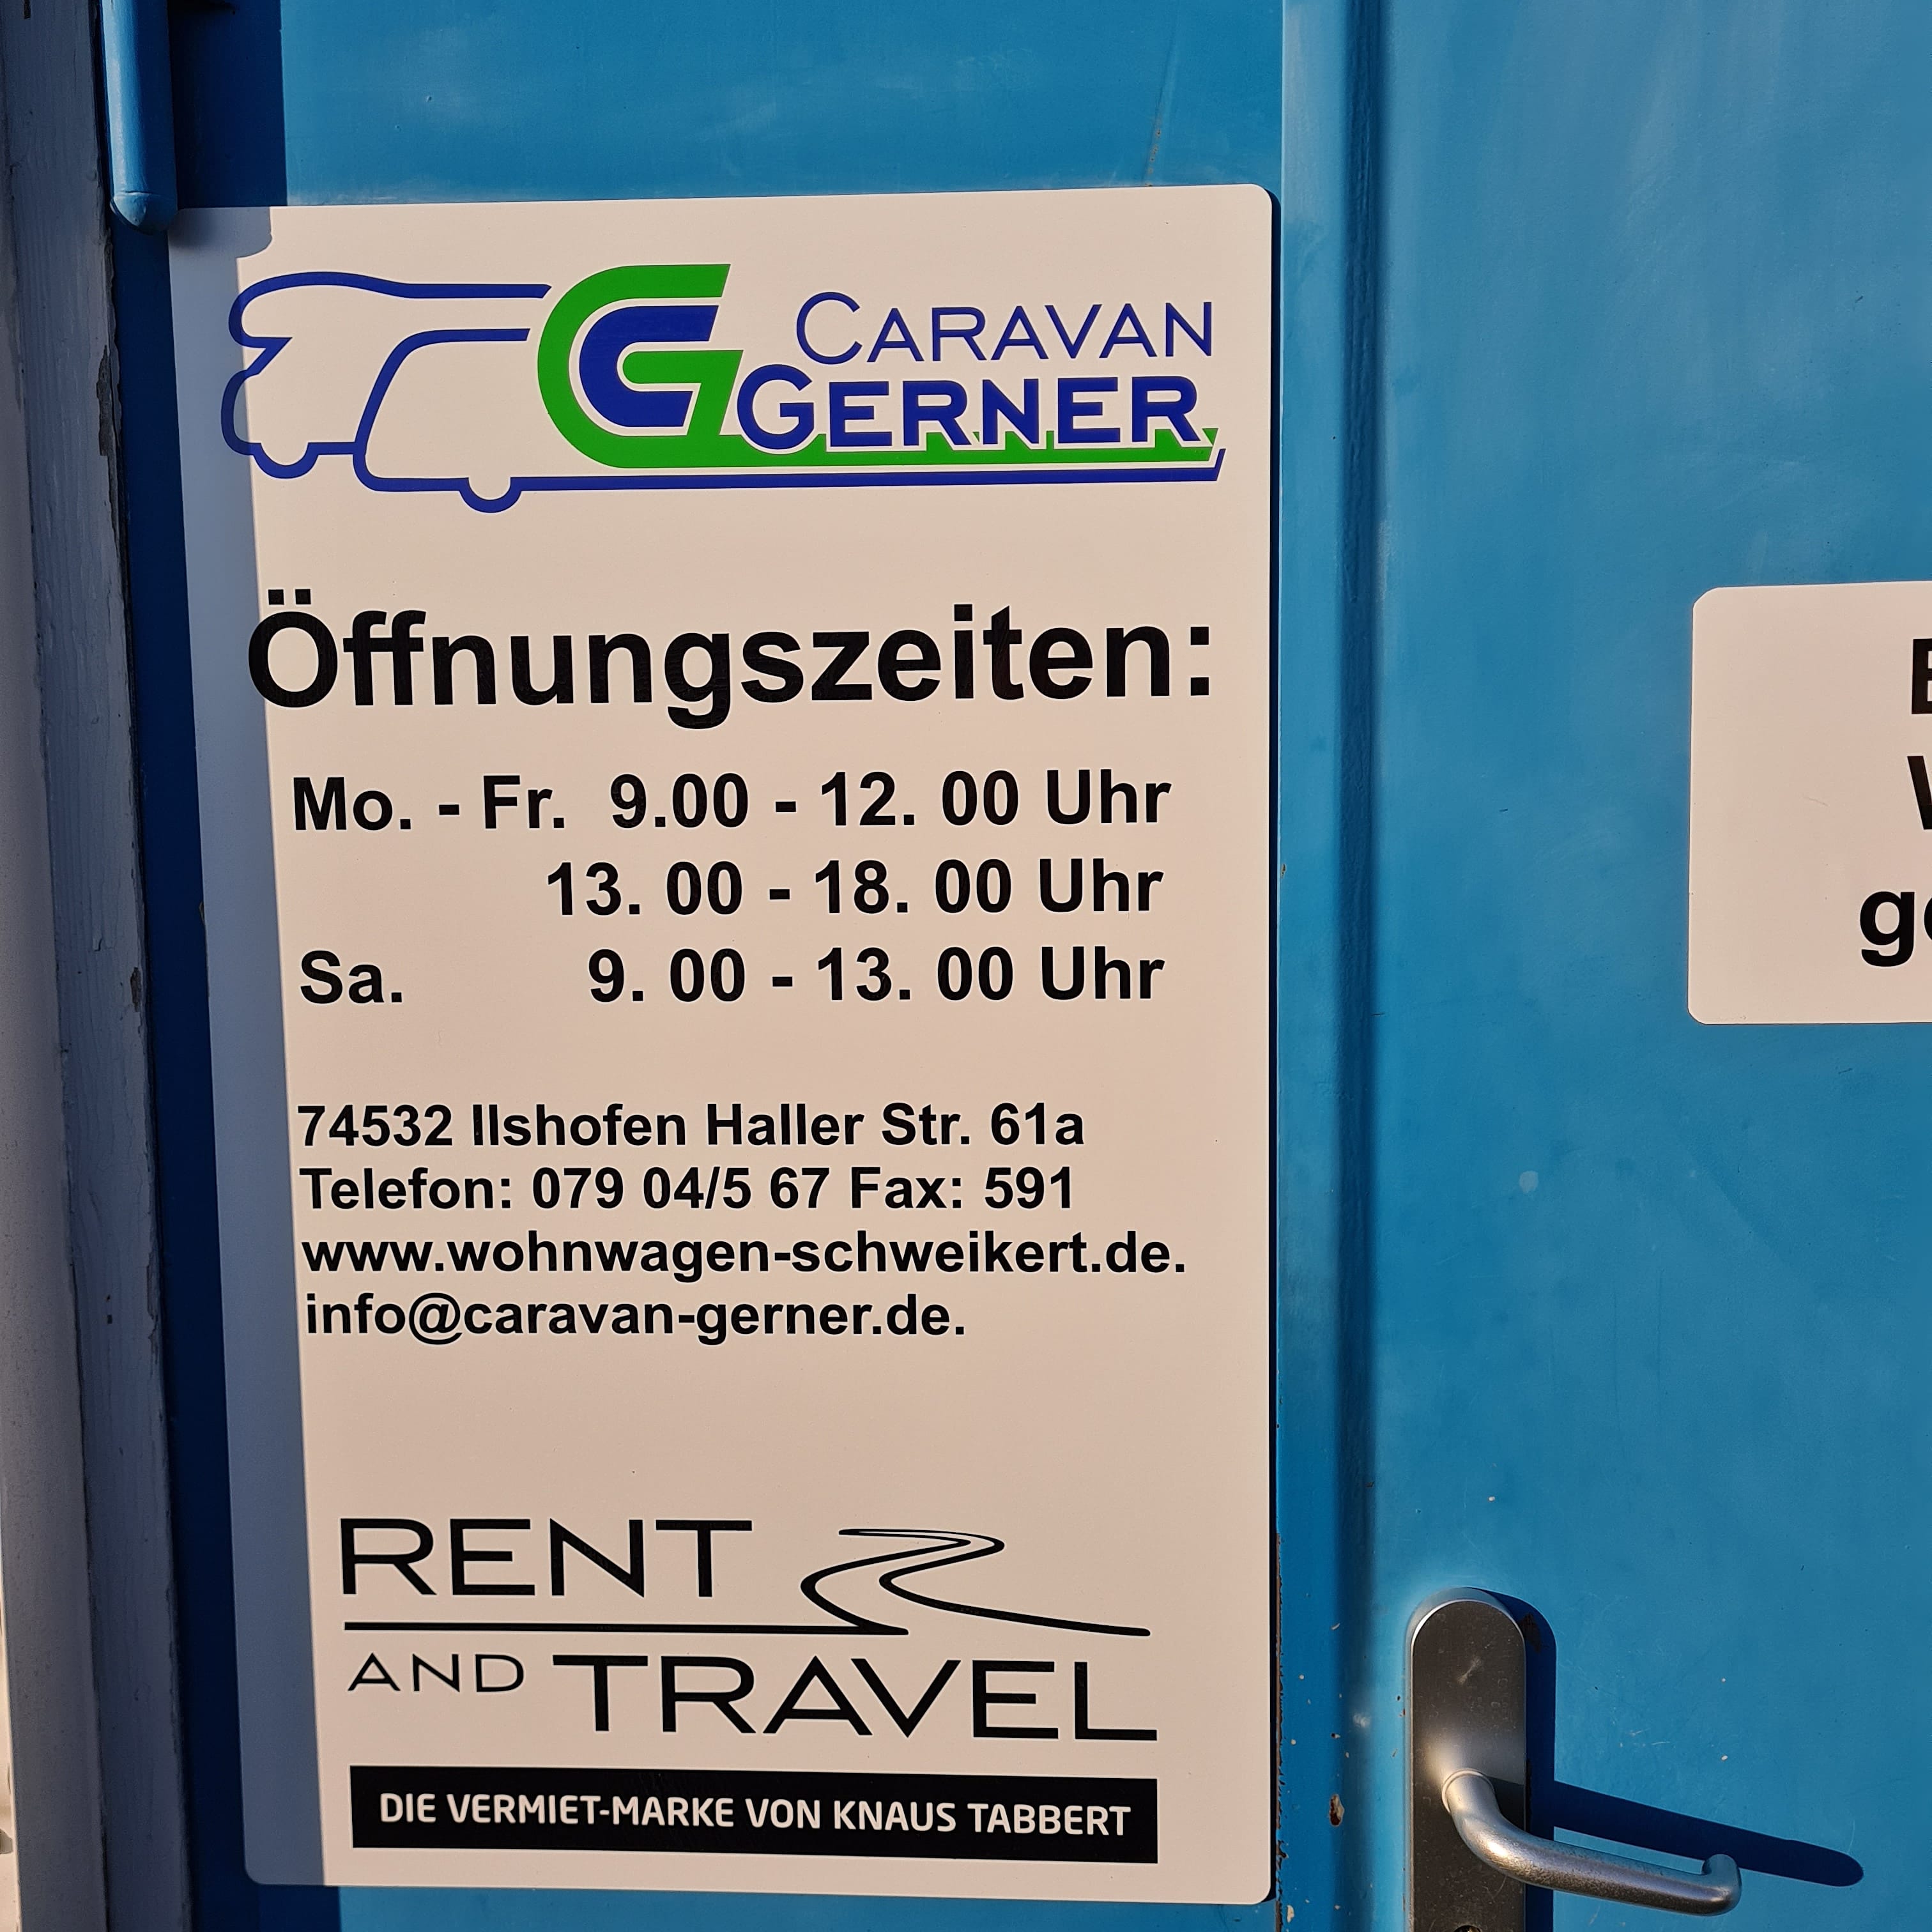 CARAVAN
GERNER
Öffnungszeiten:
Mo. - Fr. 9.00 - 12. 00 Uhr
13. 00 - 18. 00 Uhr
Sa. 9. 00 - 13. 00 Uhr
74532 Ilshofen Haller Str. 61a
Telefon: 079 04/5 67 Fax: 591
www.wohnwagen-schweikert.de.
info@caravan-gerner.de.
RENT
AND TRAVEL
DIE VERMIET-MARKE VON KNAUS TABBERT